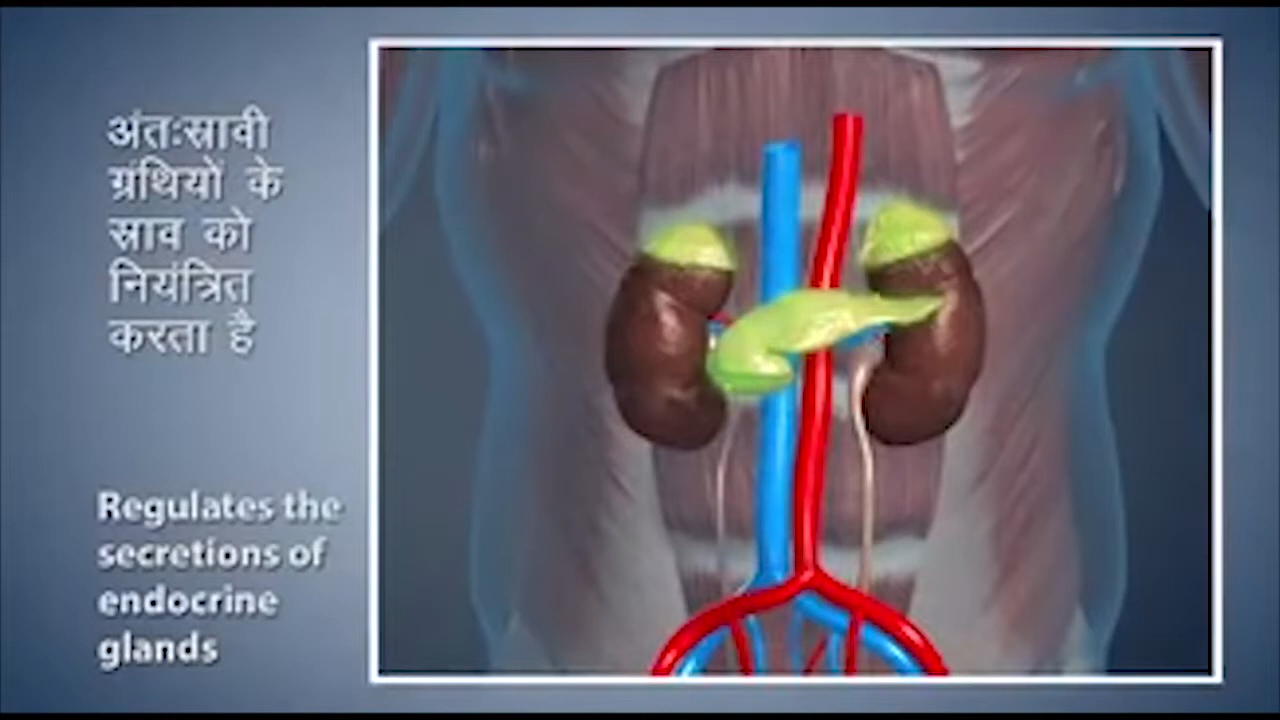 अंतःस्रावी
ग्रंथियों के
स्राव को
नियंत्रित
करता है
Regulates the
secretions of
endocrine
glands